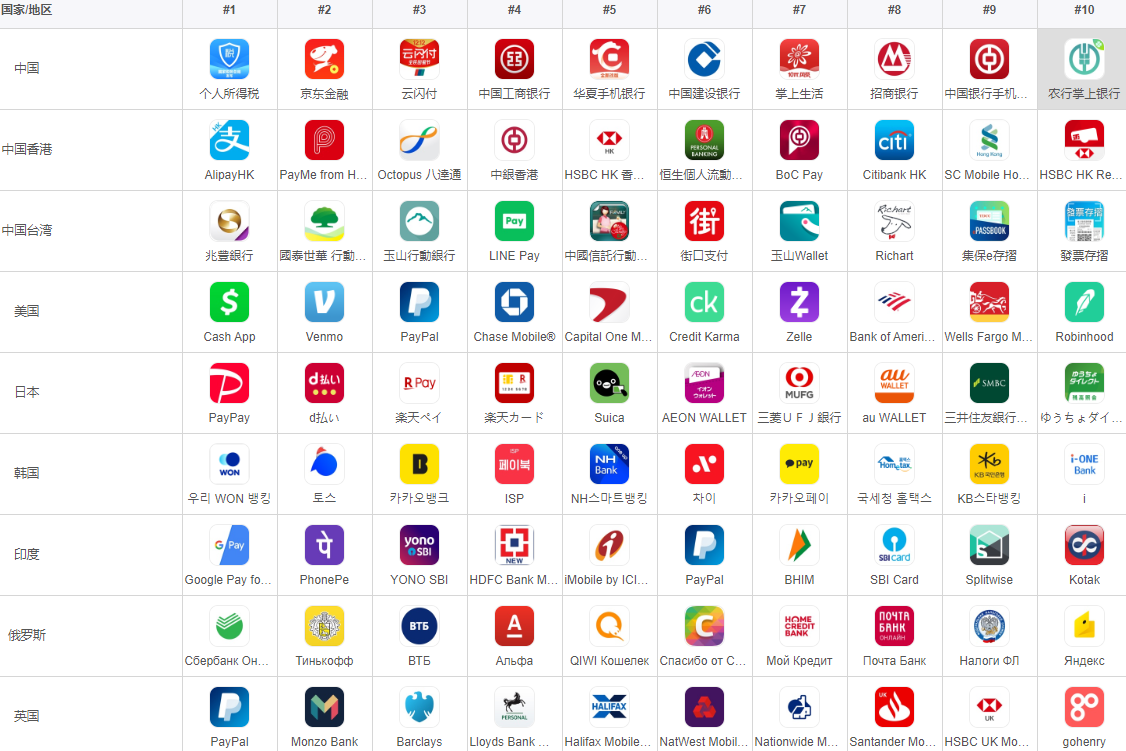 国家/地区 #1 #2 #3 #4 #5 #6 #7 #8 #9 #10
中国
个人所得税 京东金融 云闪付 中国工商银行 华夏手机银行 中国建设银行 掌上生活 招商银行 中国银行手机... 农行掌上银行
中国香港
AlipayHK PayMe from H... Octopus 八達通 中銀香港 HSBC HK 香... 恒生個人流動... BoC Pay Citibank HK SC Mobile Ho... HSBC HK Re...
中国台湾
兆豐銀行 國泰世華 行動... 玉山行動銀行 LINE Pay 中國信託行動... 街口支付 玉山Wallet Richart 集保e存摺 發票存摺
美国
Cash App Venmo PayPal Chase Mobile® Capital One M... Credit Karma Zelle Bank of Ameri... Wells Fargo M... Robinhood
日本
PayPay d払い 楽天ペイ 楽天カード Suica AEON WALLET 三菱ＵＦＪ銀行 au WALLET 三井住友銀行... ゆうちょダイ...
韩国
우리 WON 뱅킹 토스 카카오뱅크 ISP NH스마트뱅킹 차이 카카오페이 국세청 홈택스 KB스타뱅킹 i
印度
Google Pay fo... PhonePe YONO SBI HDFC Bank M... iMobile by ICI... PayPal BHIM SBI Card Splitwise Kotak
俄罗斯
Сбербанк Он... Тинькофф ВТБ Альфа QIWI Кошелек Спасибо от С... Мой Кредит Почта Банк Налоги ФЛ Яндекс
英国
PayPal Monzo Bank Barclays Lloyds Bank ... Halifax Mobile... NatWest Mobil... Nationwide M... Santander Mo... HSBC UK Mo... gohenry